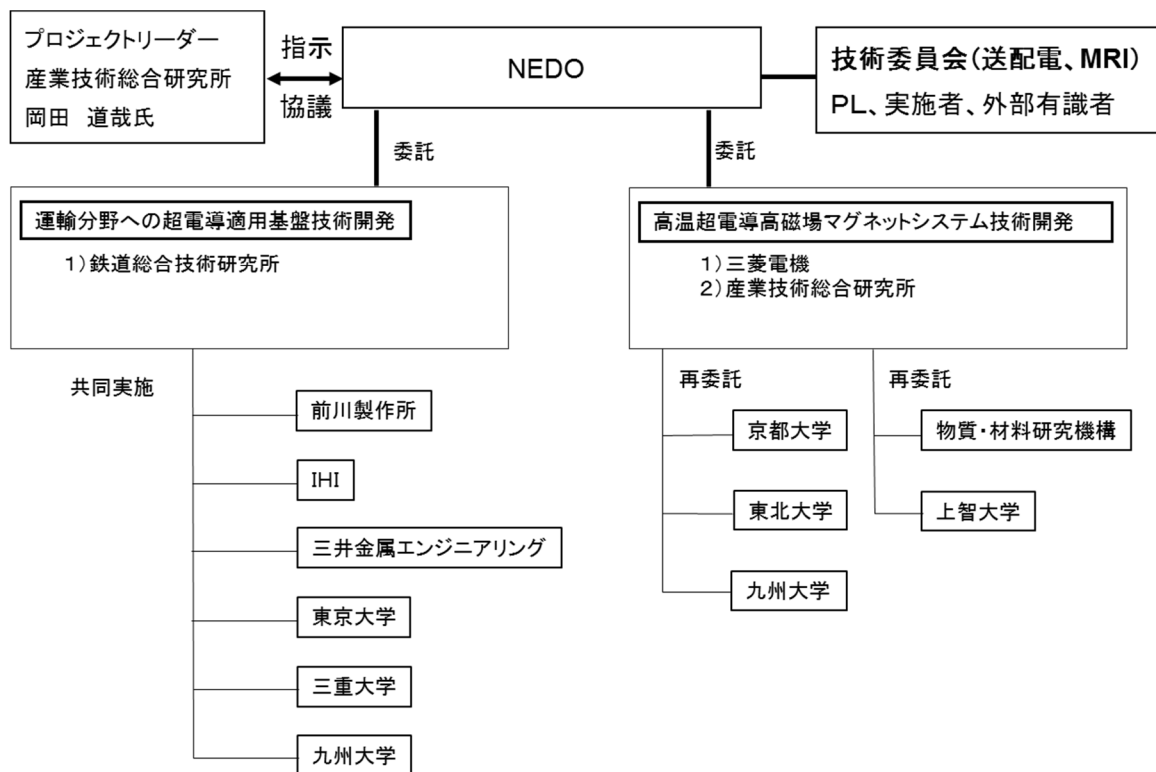 プロジェクトリーダー
産業技術総合研究所
岡田 道哉氏
指示
協議
NEDO
技術委員会(送配電、MRI)
PL、実施者、外部有識者
委託
委託
運輸分野への超電導適用基盤技術開発
1)鉄道総合技術研究所
高温超電導高磁場マグネットシステム技術開発
1)三菱電機
2)産業技術総合研究所
共同実施
前川製作所
IHI
三井金属エンジニアリング
東京大学
三重大学
九州大学
再委託
京都大学
東北大学
九州大学
再委託
物質・材料研究機構
上智大学